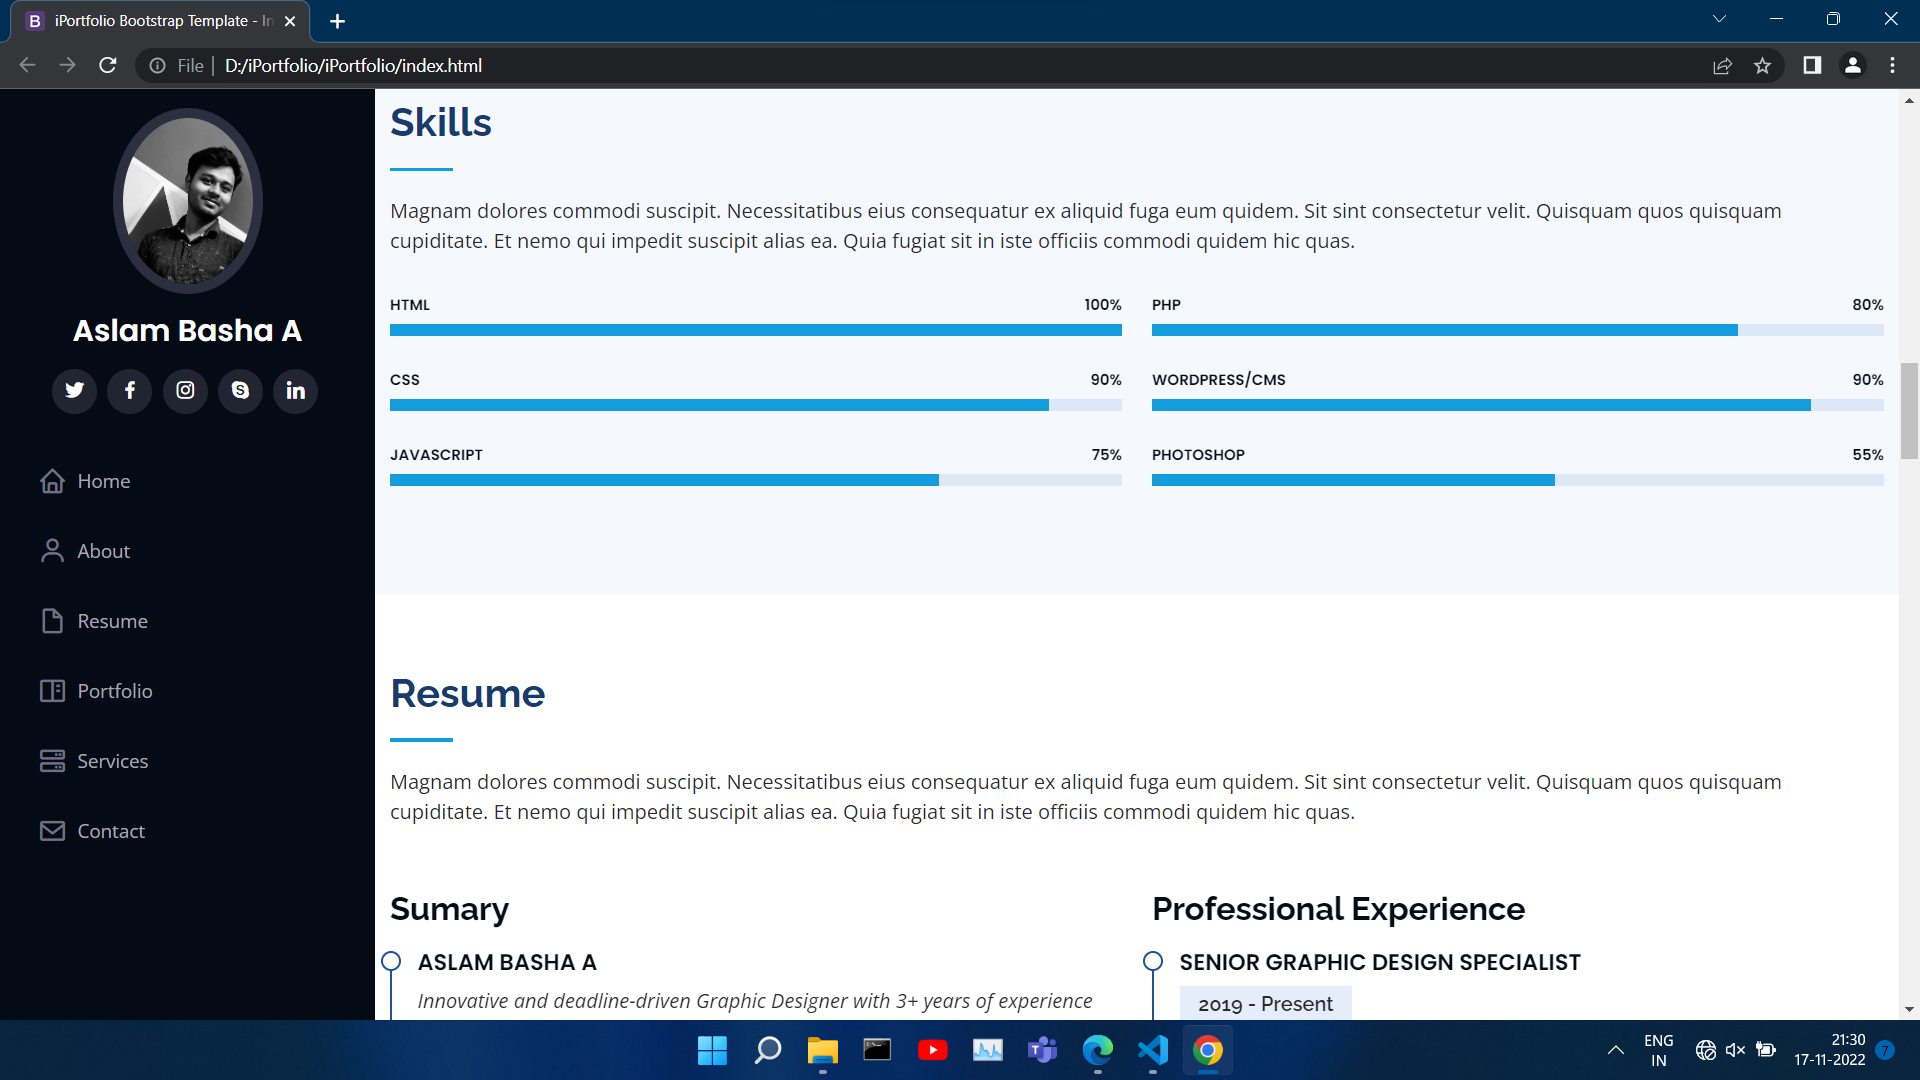 iPortfolio Bootstrap Template - In
File | D:/iPortfolio/iPortfolio/index.html
Aslam Basha A
Home
About
Resume
Portfolio
Services
Contact
Skills
Magnam dolores commodi suscipit. Necessitatibus eius consequatur ex aliquid fuga eum quidem. Sit sint consectetur velit. Quisquam quos quisquam
cupiditate. Et nemo qui impedit suscipit alias ea. Quia fugiat sit in iste officiis commodi quidem hic quas.
HTML 100%
CSS 90%
JAVASCRIPT 75%
PHP 80%
WORDPRESS/CMS 90%
PHOTOSHOP 55%
Resume
Magnam dolores commodi suscipit. Necessitatibus eius consequatur ex aliquid fuga eum quidem. Sit sint consectetur velit. Quisquam quos quisquam
cupiditate. Et nemo qui impedit suscipit alias ea. Quia fugiat sit in iste officiis commodi quidem hic quas.
Sumary
ASLAM BASHA A
Innovative and deadline-driven Graphic Designer with 3+ years of experience
Professional Experience
SENIOR GRAPHIC DESIGN SPECIALIST
2019 - Present
ENG
IN
21:30
17-11-2022
7